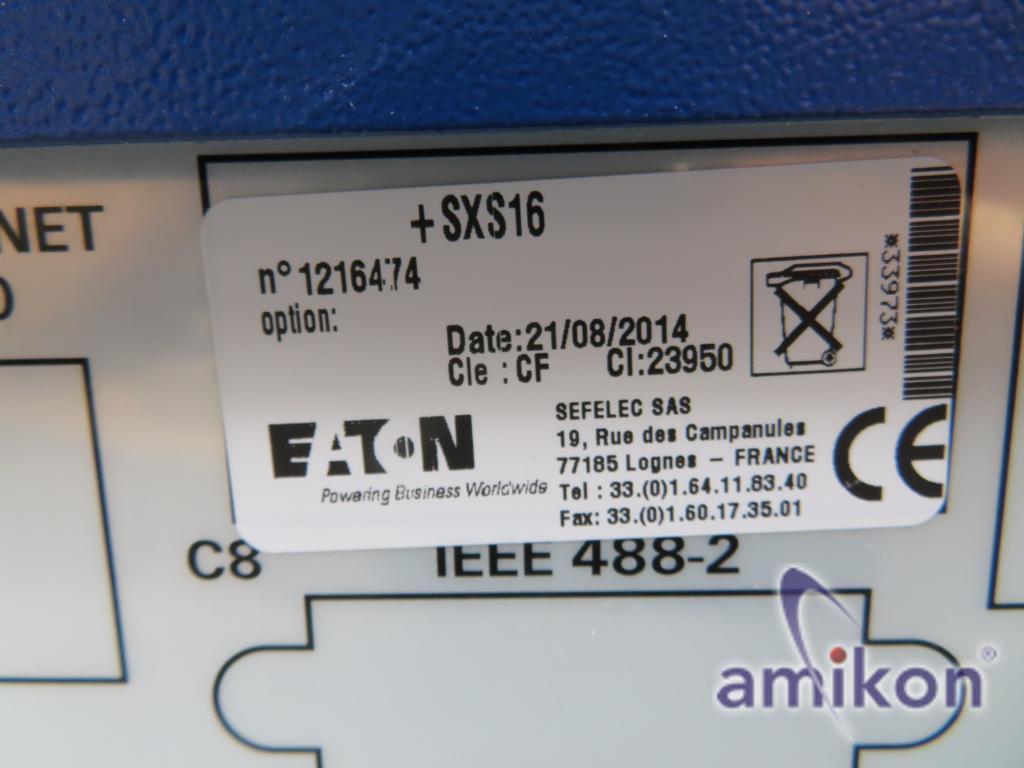 NET
0
+SXS16
n° 1216474
option:
Date:21/08/2014
Cle : CF CI:23950
*33973*
EATON
Powering Business Worldwide
SEFELEC SAS
19, Rue des Campanules
77185 Lognes – FRANCE
Tel : 33.(0)1.64.11.83.40
Fax: 33.(0)1.60.17.35.01
CE
C8
IEEE 488-2
amikon®